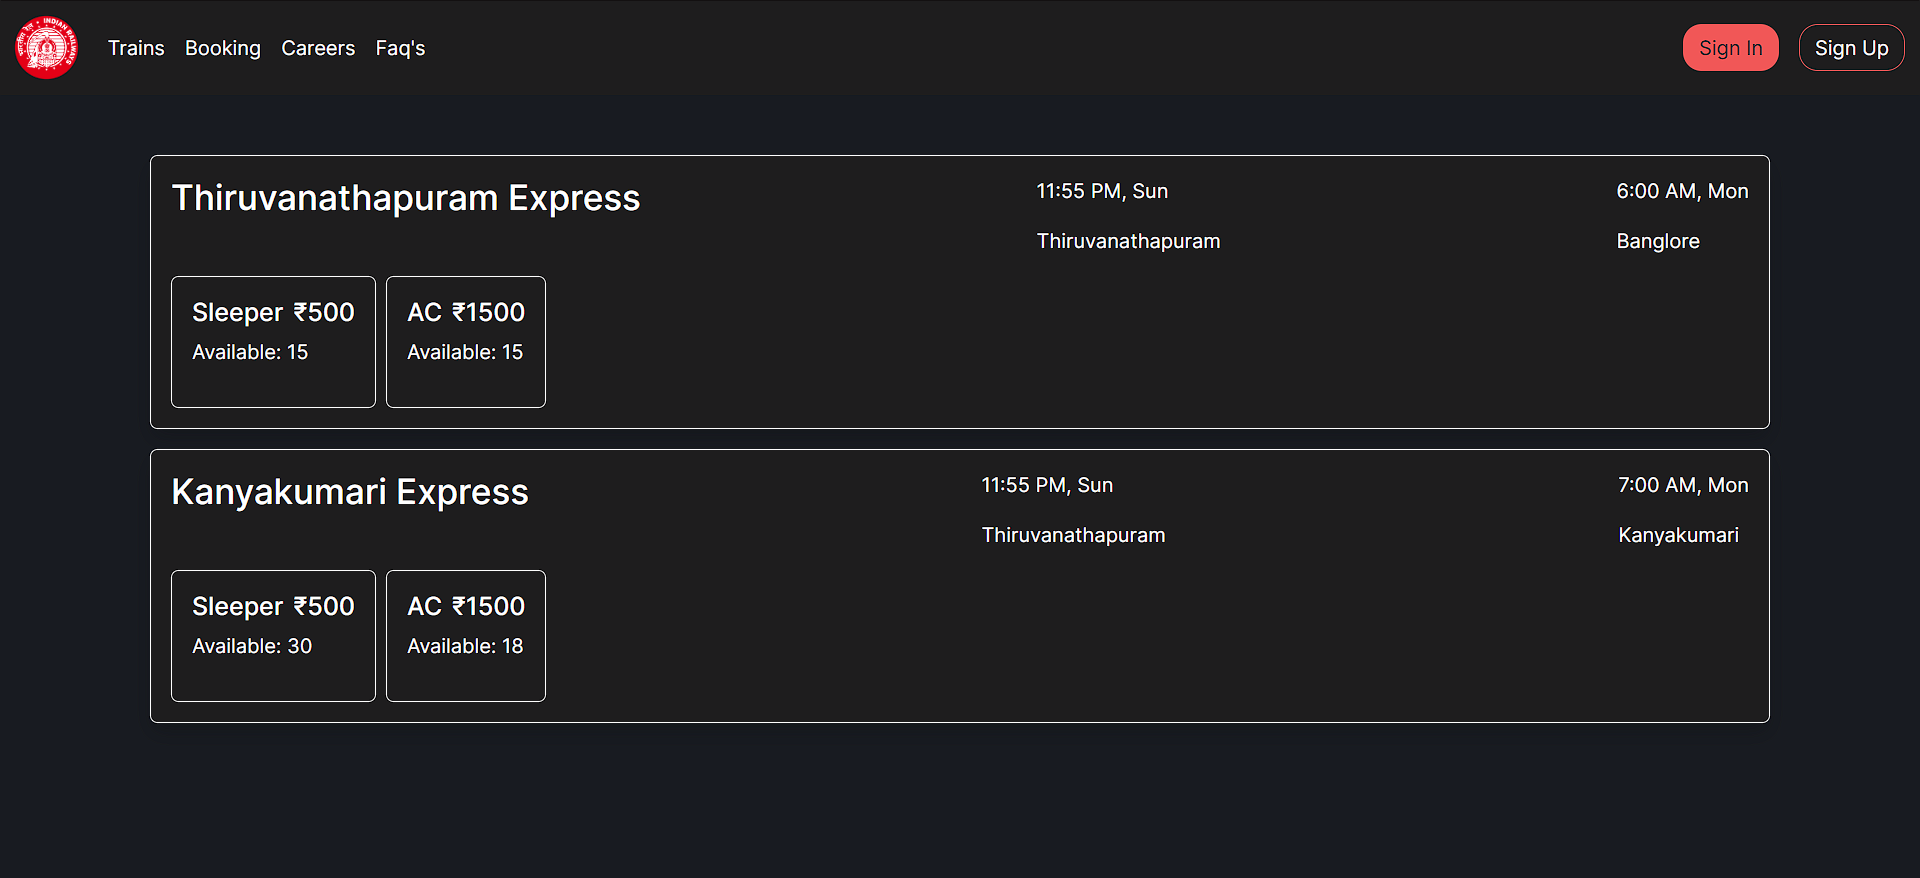 INDIAN RAILWAYS
Trains Booking Careers Faq's
Sign In Sign Up
Thiruvanathapuram Express
11:55 PM, Sun
Thiruvanathapuram
6:00 AM, Mon
Banglore
Sleeper ₹500
Available: 15
AC ₹1500
Available: 15
Kanyakumari Express
11:55 PM, Sun
Thiruvanathapuram
7:00 AM, Mon
Kanyakumari
Sleeper ₹500
Available: 30
AC ₹1500
Available: 18